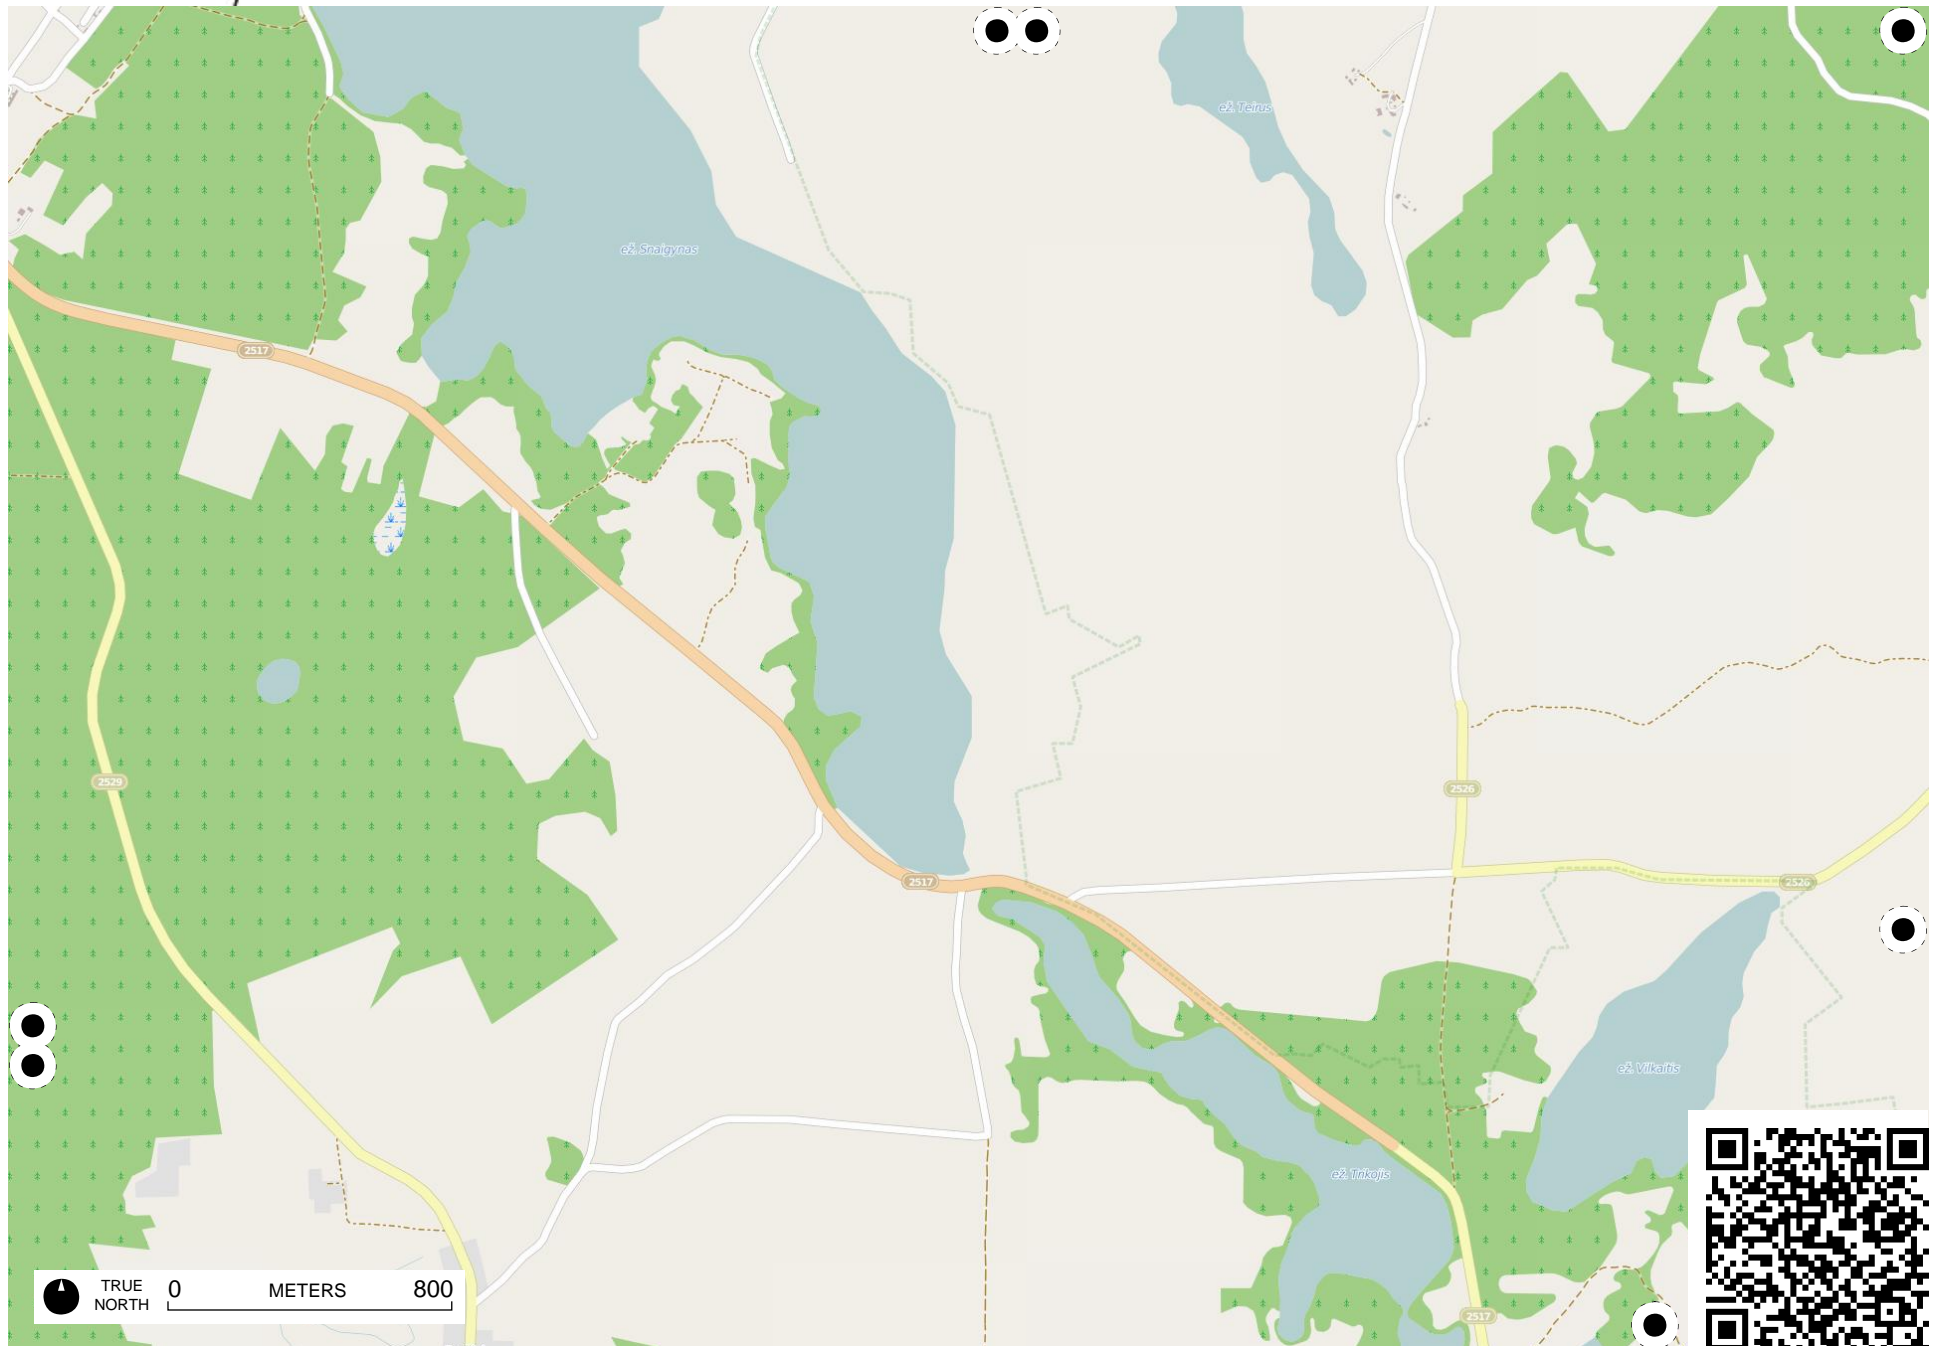 ež. Teirus
ež. Snaigynas
2517
2529
2526
2517
2526
ež. Vilkaitis
ež. Trikojis
TRUE
NORTH
0 METERS 800
2517